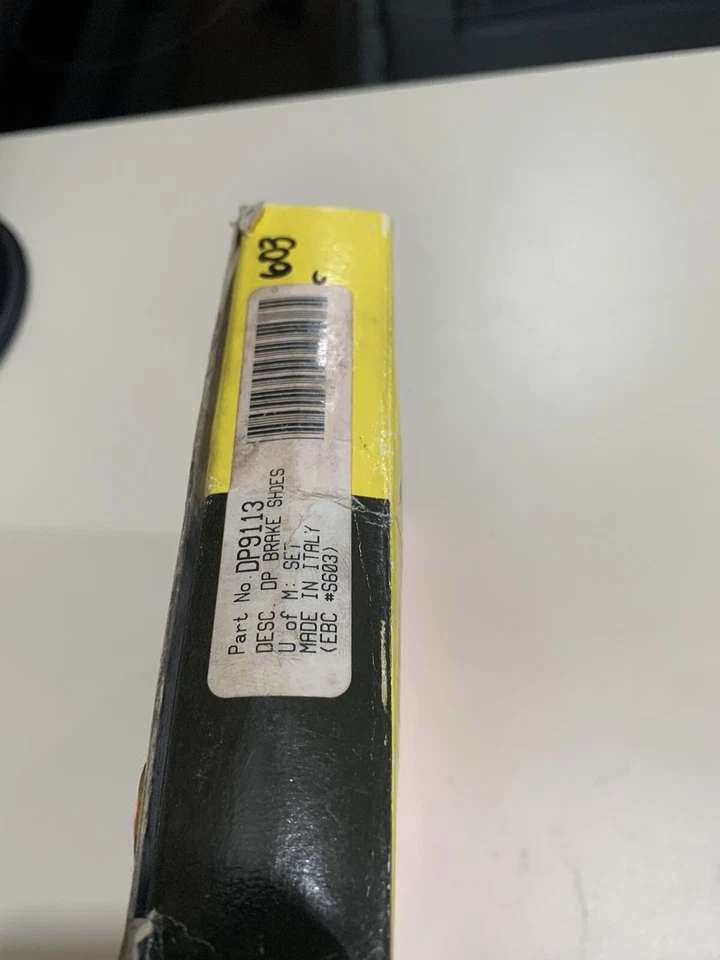 603
Part No. DP9113
DESC: DP BRAKE SHOES
U of M: SET
MADE IN ITALY
(EBC #S603)